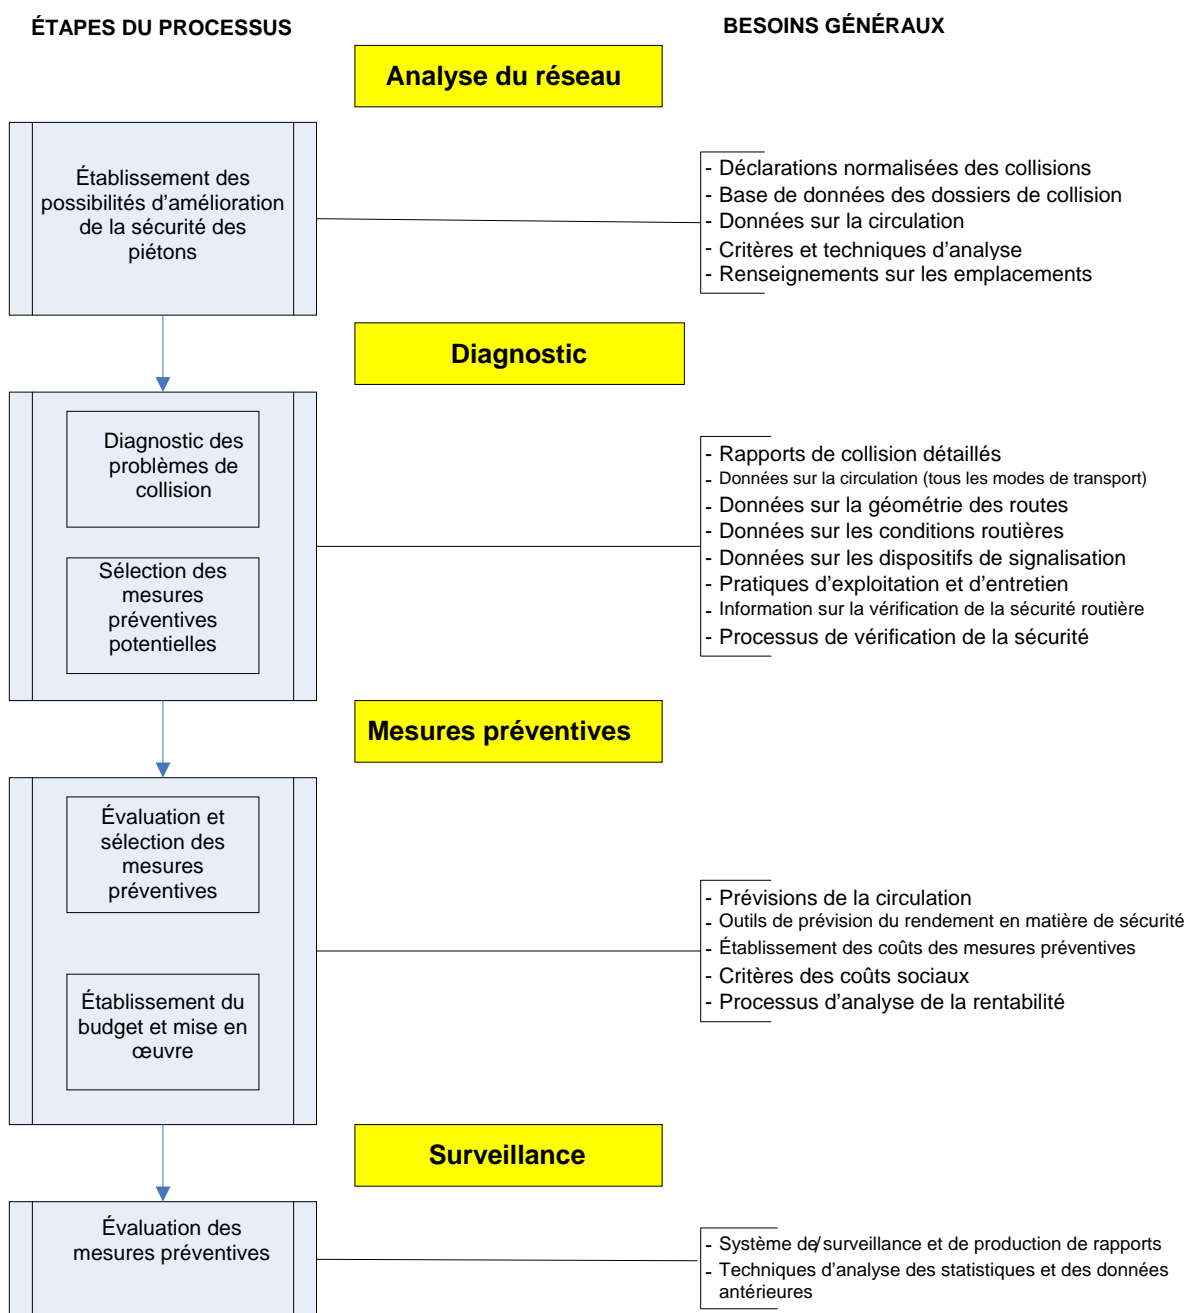 ÉTAPES DU PROCESSUS
BESOINS GÉNÉRAUX
Analyse du réseau
Établissement des
possibilités d'amélioration
de la sécurité des
piétons
- Déclarations normalisées des collisions
- Base de données des dossiers de collision
- Données sur la circulation
- Critères et techniques d'analyse
- Renseignements sur les emplacements
Diagnostic
Diagnostic des
problèmes de
collision
Sélection des
mesures
préventives
potentielles
- Rapports de collision détaillés
- Données sur la circulation (tous les modes de transport)
- Données sur la géométrie des routes
- Données sur les conditions routières
- Données sur les dispositifs de signalisation
- Pratiques d'exploitation et d'entretien
- Information sur la vérification de la sécurité routière
- Processus de vérification de la sécurité
Mesures préventives
Évaluation et
sélection des
mesures
préventives
Établissement du
budget et mise en
œuvre
- Prévisions de la circulation
- Outils de prévision du rendement en matière de sécurité
- Établissement des coûts des mesures préventives
- Critères des coûts sociaux
- Processus d'analyse de la rentabilité
Surveillance
Évaluation des
mesures préventives
- Système de/surveillance et de production de rapports
- Techniques d'analyse des statistiques et des données
antérieures